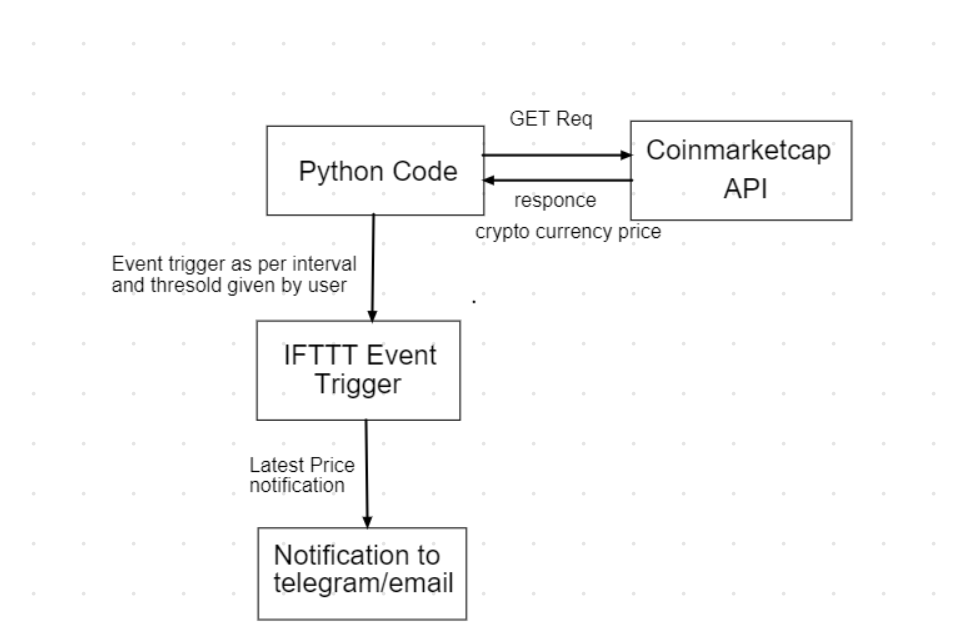 GET Req
Python Code
Coinmarketcap
API
responce
crypto currency price
Event trigger as per interval
and thresold given by user
IFTTT Event
Trigger
Latest Price
notification
Notification to
telegram/email